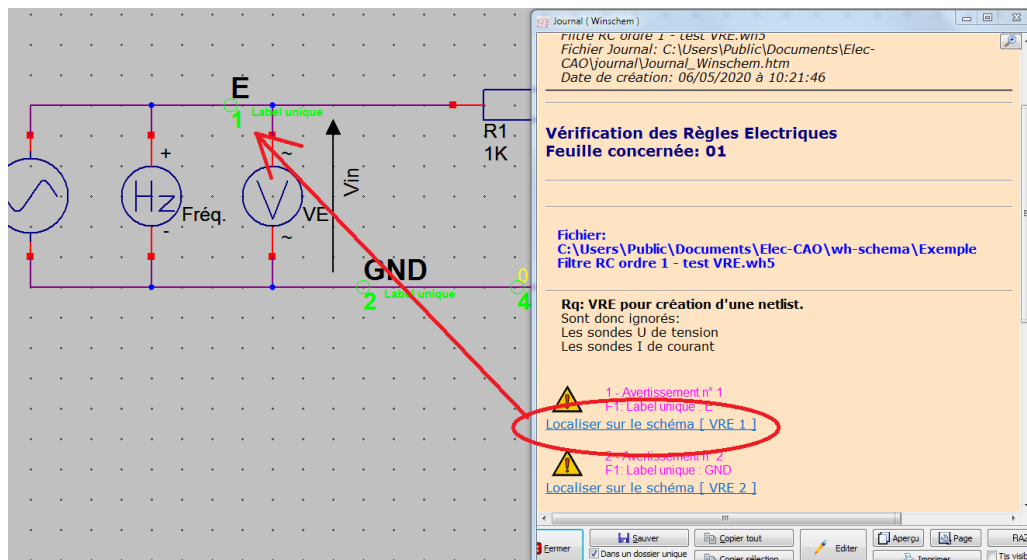 E
1 Label unique
+
Hz
Fréq.
-
~
V
VE
~
Vin
R1
1K
GND
2 Label unique
0
4
Journal ( Winschem )
Filtre RC ordre 1 - test VRE.wh5
Fichier Journal: C:\Users\Public\Documents\Elec-
CAO\journal\Journal_Winschem.htm
Date de création: 06/05/2020 à 10:21:46
Vérification des Règles Electriques
Feuille concernée: 01
Fichier:
C:\Users\Public\Documents\Elec-CAO\wh-schema\Exemple
Filtre RC ordre 1 - test VRE.wh5
Rq: VRE pour création d'une netlist.
Sont donc ignorés:
Les sondes U de tension
Les sondes I de courant
1 - Avertissement n° 1
F1: Label unique : E
Localiser sur le schéma [ VRE 1 ]
2 - Avertissement n° 2
F1: Label unique : GND
Localiser sur le schéma [ VRE 2 ]
Fermer
Sauver
Dans un dossier unique
Copier tout
Copier sélection
Editer
Aperçu
Page
Imprimer
RAZ
Tjs visib